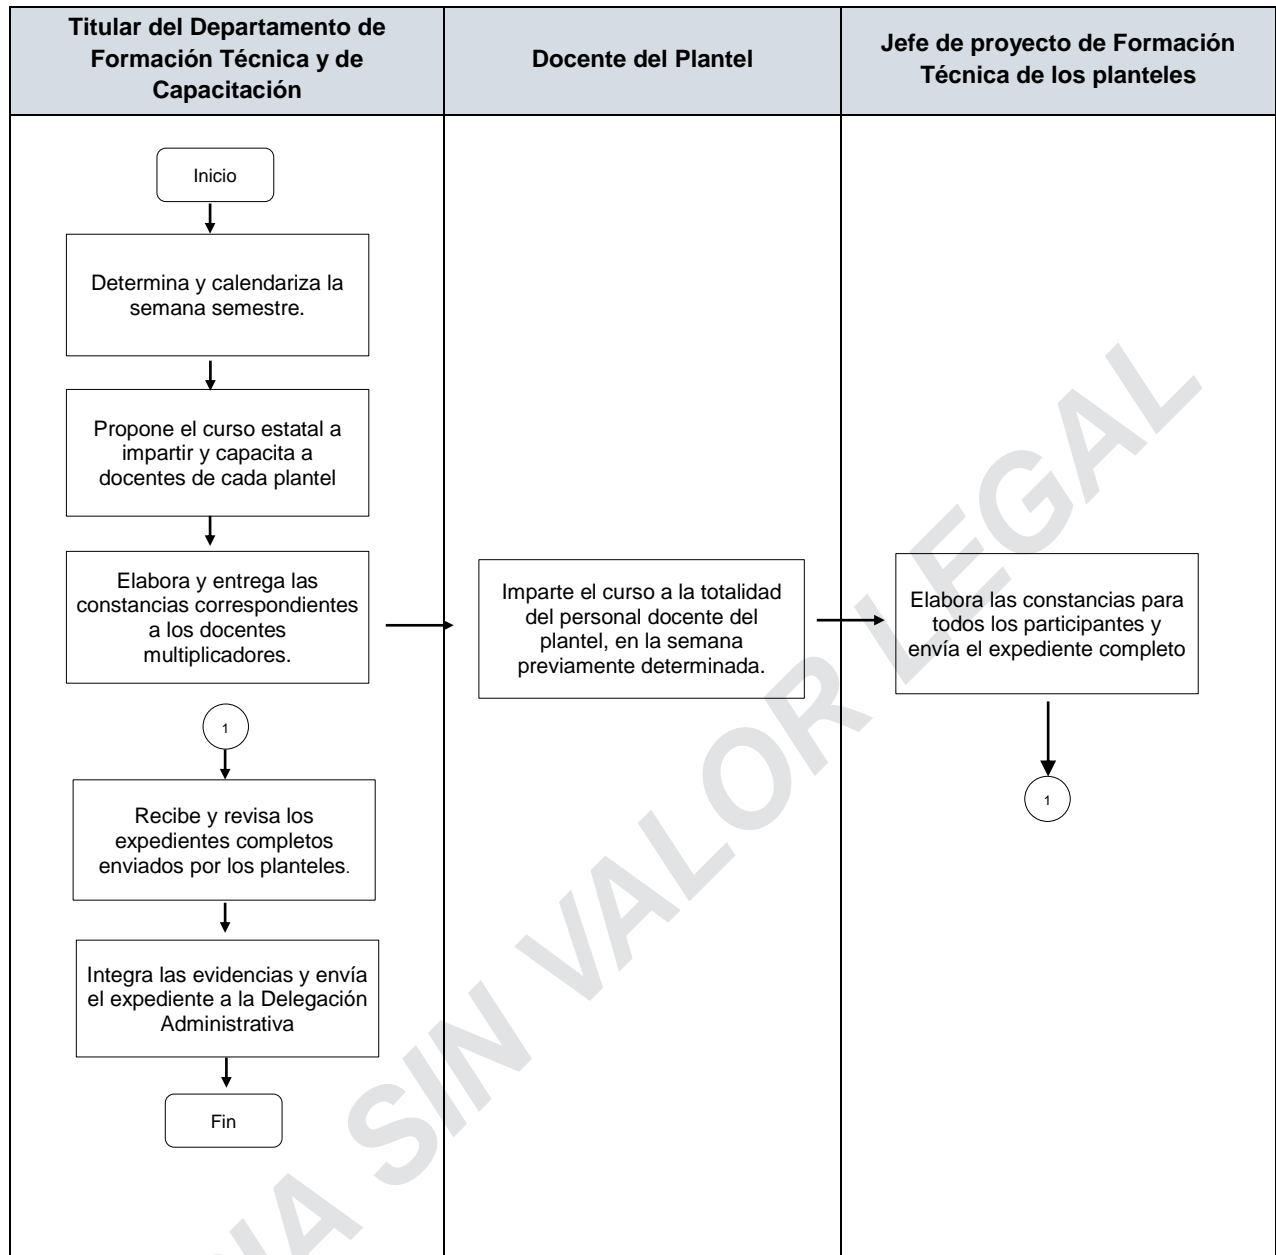 Titular del Departamento de
Formación Técnica y de
Capacitación
Docente del Plantel
Jefe de proyecto de Formación
Técnica de los planteles
Inicio
Determina y calendariza la
semana semestre.
Propone el curso estatal a
impartir y capacita a
docentes de cada plantel
Elabora y entrega las
constancias correspondientes
a los docentes
multiplicadores.
Imparte el curso a la totalidad
del personal docente del
plantel, en la semana
previamente determinada.
Elabora las constancias para
todos los participantes y
envía el expediente completo
1
1
Recibe y revisa los
expedientes completos
enviados por los planteles.
Integra las evidencias y envía
el expediente a la Delegación
Administrativa
Fin
SIN VALOR LEGAL